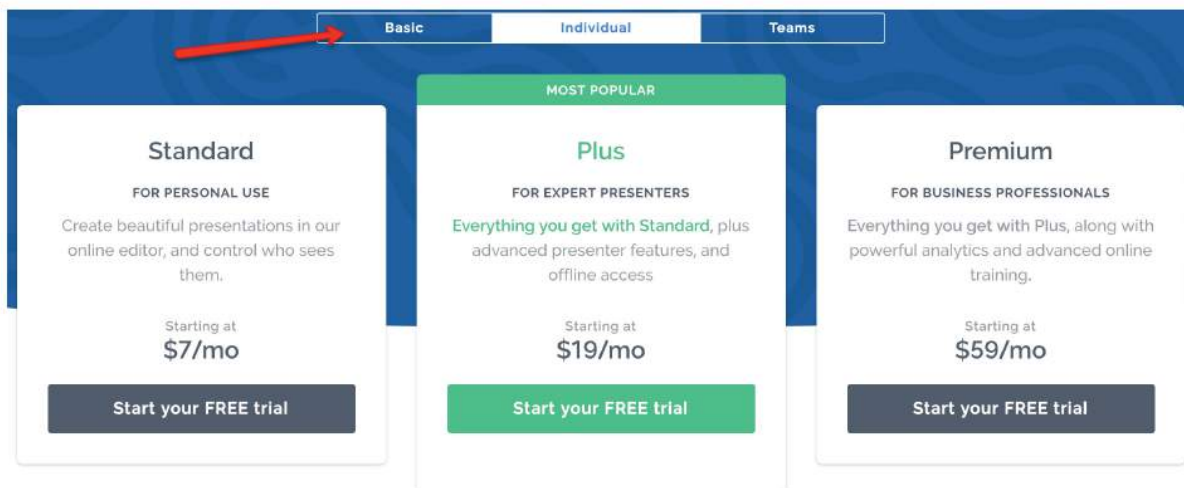 Basic
Individual
Teams
MOST POPULAR
Standard
FOR PERSONAL USE
Create beautiful presentations in our
online editor, and control who sees
them.
Starting at
$7/mo
Start your FREE trial
Plus
FOR EXPERT PRESENTERS
Everything you get with Standard, plus
advanced presenter features, and
offline access
Starting at
$19/mo
Start your FREE trial
Premium
FOR BUSINESS PROFESSIONALS
Everything you get with Plus, along with
powerful analytics and advanced online
training.
Starting at
$59/mo
Start your FREE trial